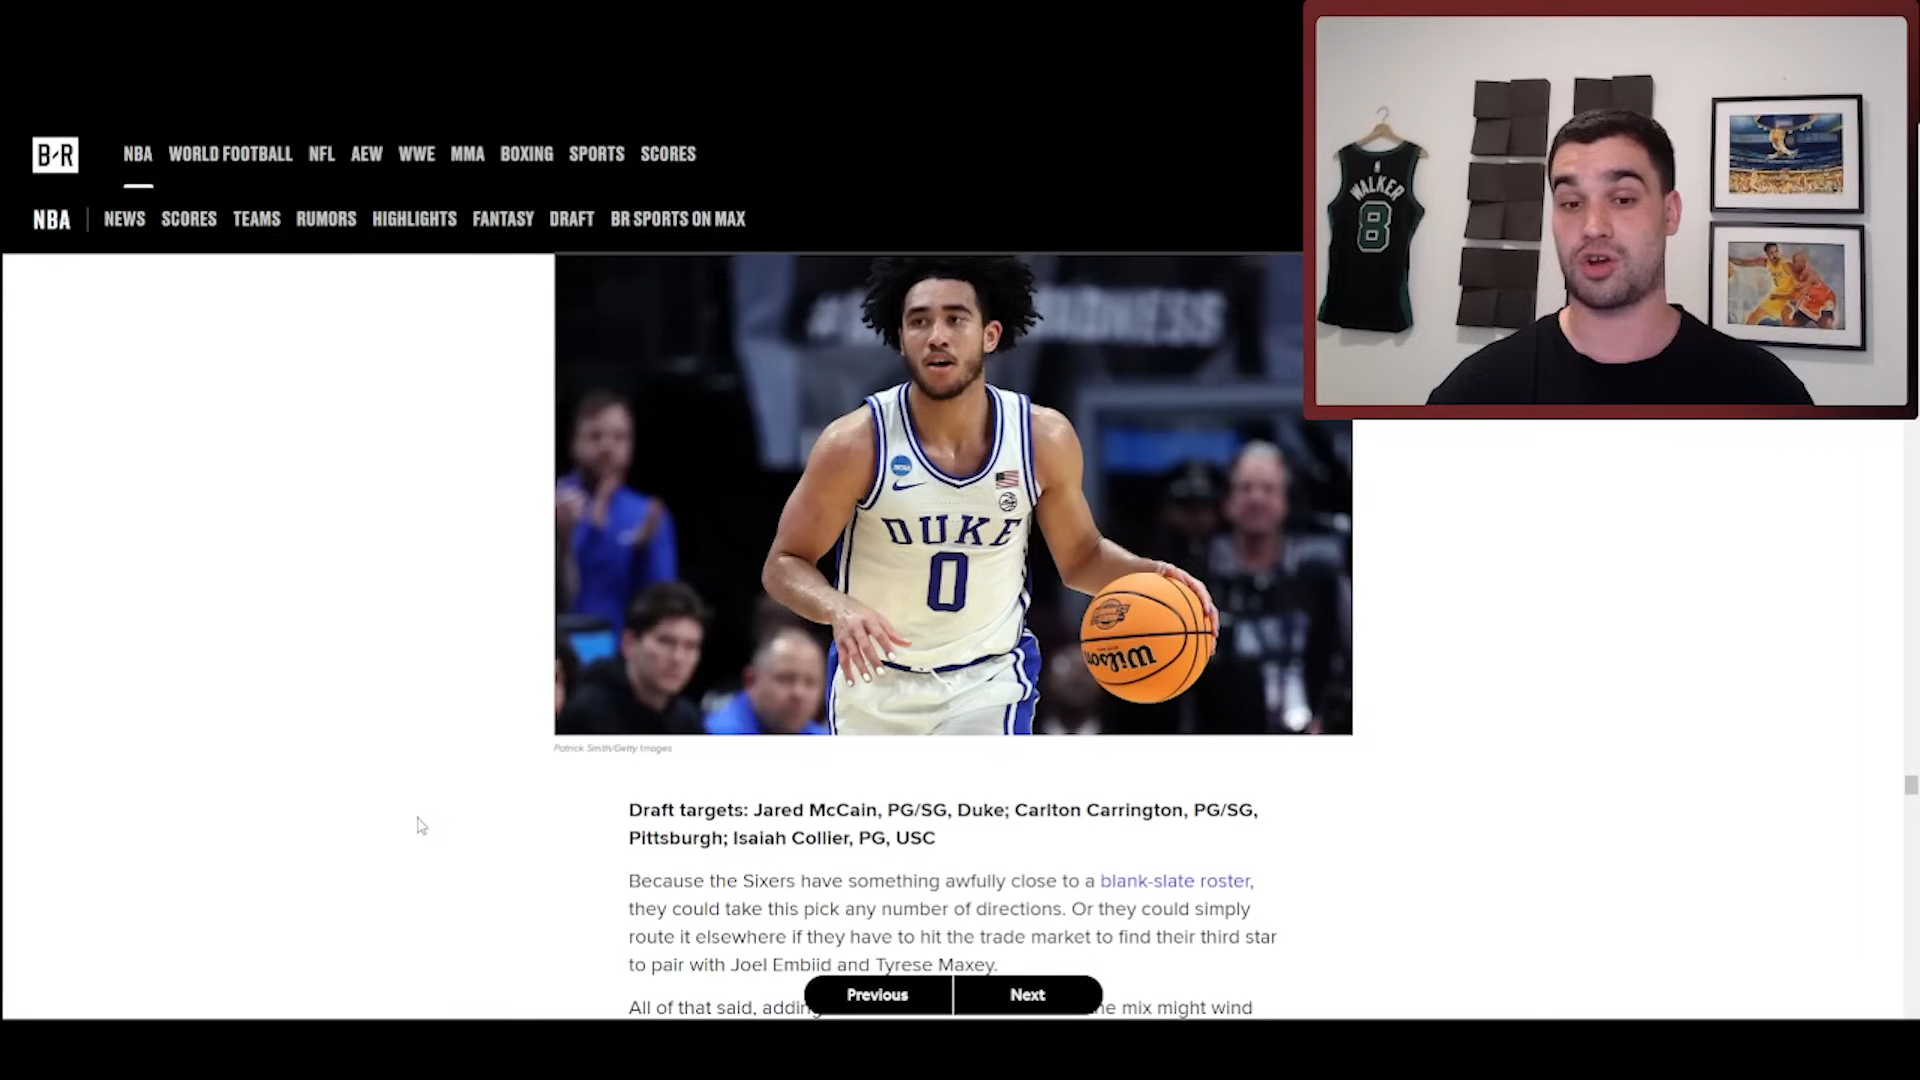 B/R
NBA WORLD FOOTBALL NFL AEW WWE MMA BOXING SPORTS SCORES
NBA NEWS SCORES TEAMS RUMORS HIGHLIGHTS FANTASY DRAFT BR SPORTS ON MAX
WALKER
8
DUKE
0
Wilson
Patrick Smith/Getty Images
Draft targets: Jared McCain, PG/SG, Duke; Carlton Carrington, PG/SG,
Pittsburgh; Isaiah Collier, PG, USC
Because the Sixers have something awfully close to a blank-slate roster,
they could take this pick any number of directions. Or they could simply
route it elsewhere if they have to hit the trade market to find their third star
to pair with Joel Embiid and Tyrese Maxey.
Previous Next
All of that said, mix might wind